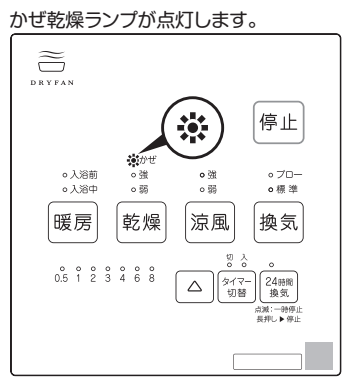 かぜ乾燥ランプが点灯します。
DRYFAN
停止
かぜ
入浴前 強 強 ブロー
入浴中 弱 弱 標準
暖房 乾燥 涼風 換気
切 入
0.5 1 2 3 4 6 8
△ タイマー切替 24時間換気
点滅:一時停止
長押し▶停止